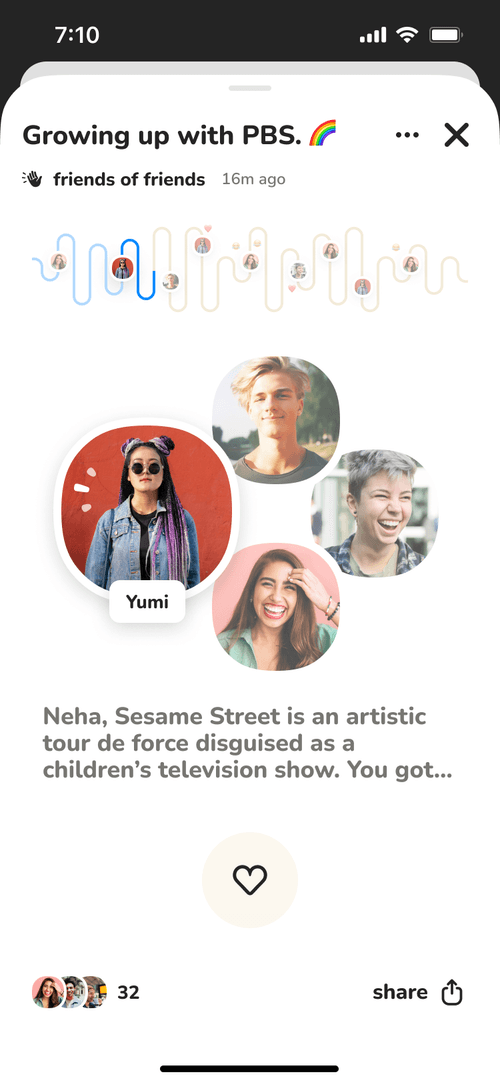 7:10
Growing up with PBS. 🌈
friends of friends 16m ago
Yumi
Neha, Sesame Street is an artistic
tour de force disguised as a
children’s television show. You got...
32
share